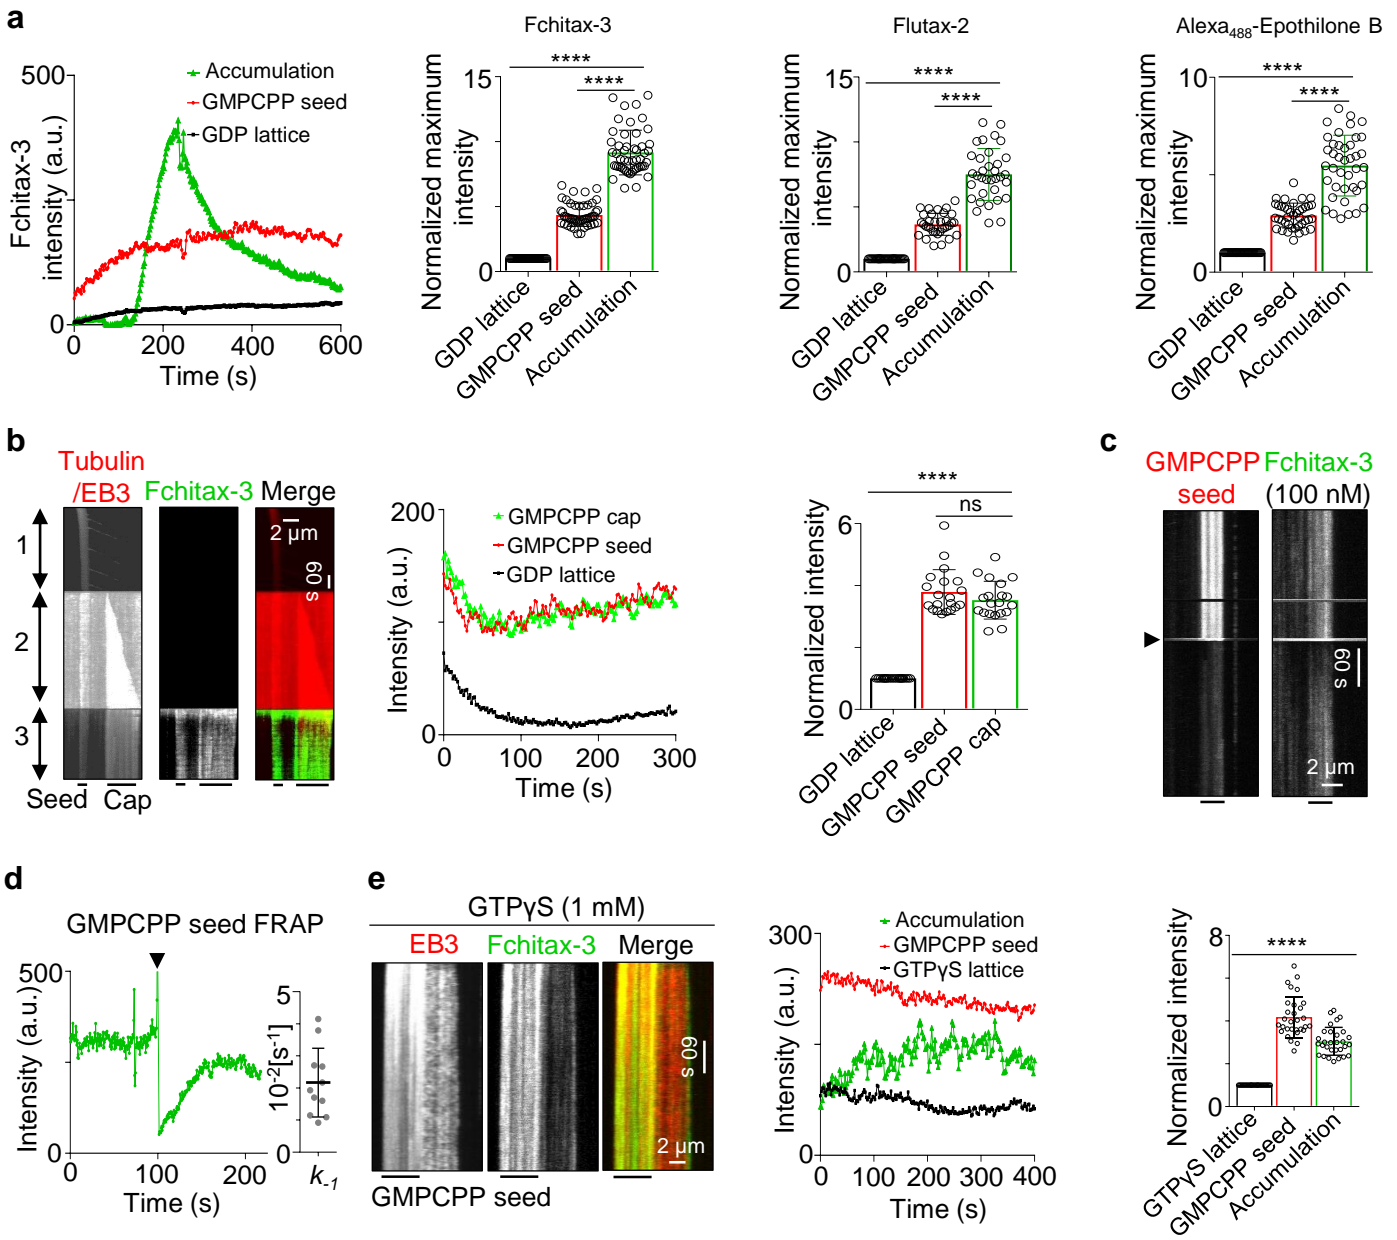 a
Fchitax-3
intensity (a.u.)
500
0
Accumulation
GMPCPP seed
GDP lattice
0 200 400 600
Time (s)
Fchitax-3
Normalized maximum
intensity
15
0
****
****
GDP lattice
GMPCPP seed
Accumulation
Flutax-2
Normalized maximum
intensity
15
0
****
****
GDP lattice
GMPCPP seed
Accumulation
Alexa488-Epothilone B
Normalized maximum
intensity
10
0
****
****
GDP lattice
GMPCPP seed
Accumulation
b
Tubulin
/EB3 Fchitax-3 Merge
1
2
3
2 µm
60 s
Seed Cap
Intensity (a.u.)
200
0
GMPCPP cap
GMPCPP seed
GDP lattice
0 100 200 300
Time (s)
Normalized intensity
6
0
****
ns
GDP lattice
GMPCPP seed
GMPCPP cap
c
GMPCPP Fchitax-3
seed (100 nM)
60 s
2 µm
d
GMPCPP seed FRAP
Intensity (a.u.)
500
0
0 100 200
Time (s)
10-2[s-1]
5
0
k-1
e
GTPγS (1 mM)
EB3 Fchitax-3 Merge
60 s
2 µm
GMPCPP seed
Intensity (a.u.)
300
0
Accumulation
GMPCPP seed
GTPγS lattice
0 100 200 300 400
Time (s)
Normalized intensity
8
4
0
****
GTPγS lattice
GMPCPP seed
Accumulation